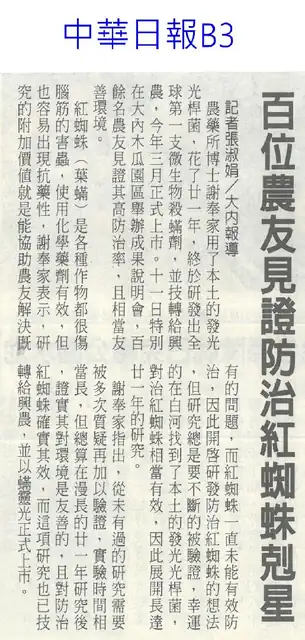 中華日報B3
百位農友見證防治紅蜘蛛剋星
記者張淑娟／大內報導
農藥所博士謝奉家用了本土的發光
光桿菌，花了廿一年，終於研發出全
球第一支微生物殺蟎劑，並技轉給興
農，今年三月正式上市。十一日特別
在大內木瓜園區舉辦成果說明會，百
餘名農友見證其高防治率，且相當友
善環境。
紅蜘蛛（葉蟎）是各種作物都很傷
腦筋的害蟲，使用化學藥劑有效，但
也容易出現抗藥性，謝奉家表示，研
究的附加價值就是能協助農友解決既
有的問題，而紅蜘蛛一直未能有效防
治，因此開啓研發防治紅蜘蛛的想法
，但研究總是要不斷的被驗證，幸運
的在白河找到了本土的發光光桿菌，
對治紅蜘蛛相當有效，因此展開長達
廿一年的研究。
謝奉家指出，從未有過的研究需要
被多次質疑再加以驗證，實驗時間相
當長，但總算在漫長的廿一年研究後
，證實其對環境是友善的，且對防治
紅蜘蛛確實其效，而這項研究也已技
轉給興農，並以蟎靈光正式上市。